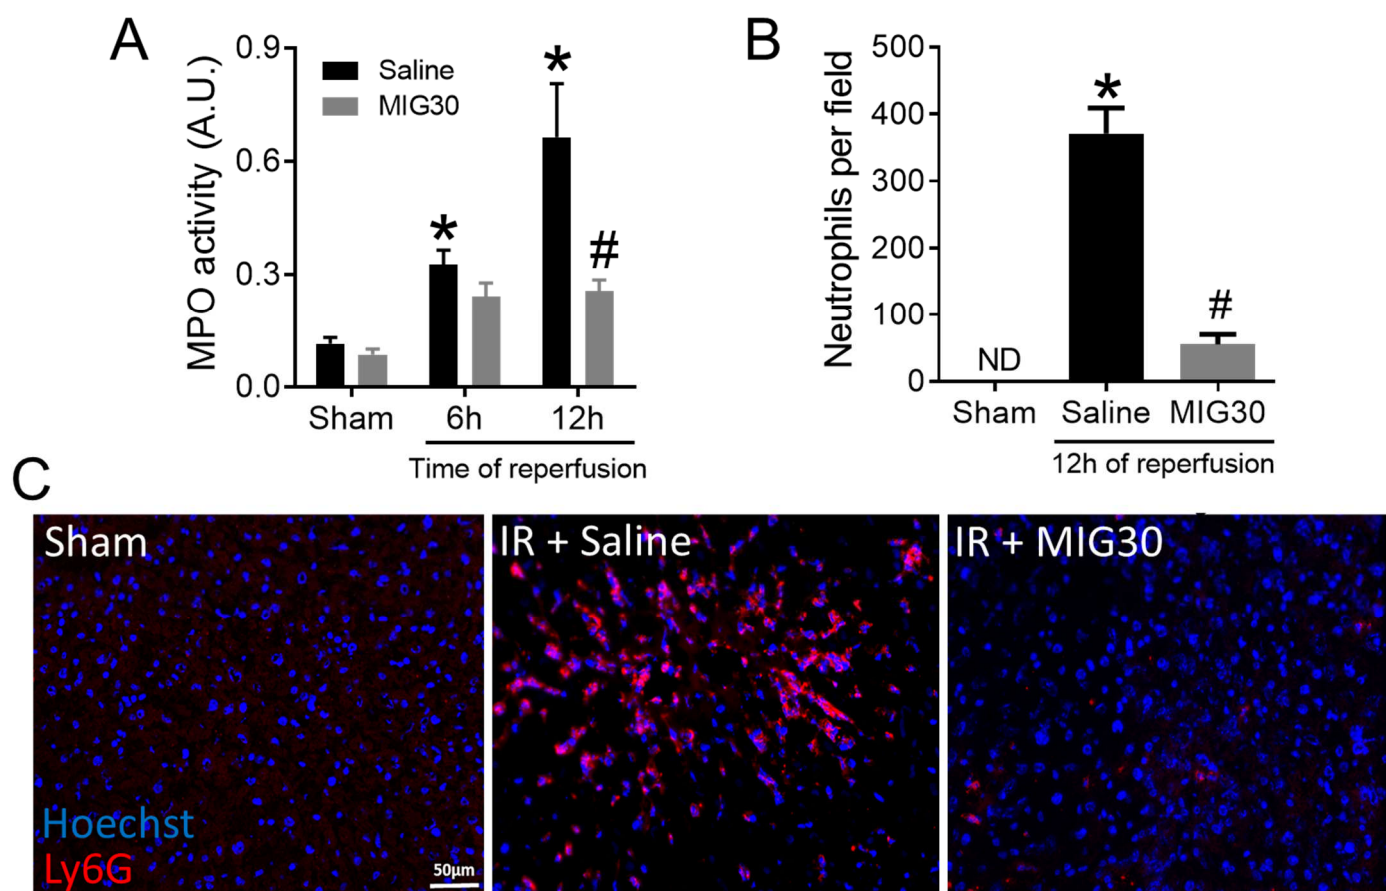 A
MPO activity (A.U.)
0.9
0.6
0.3
0.0
Saline
MIG30
*
*
#
Sham
6h
12h
Time of reperfusion
B
Neutrophils per field
500
400
300
200
100
0
ND
*
#
Sham
Saline
MIG30
12h of reperfusion
C
Sham
IR + Saline
IR + MIG30
Hoechst
Ly6G
50μm